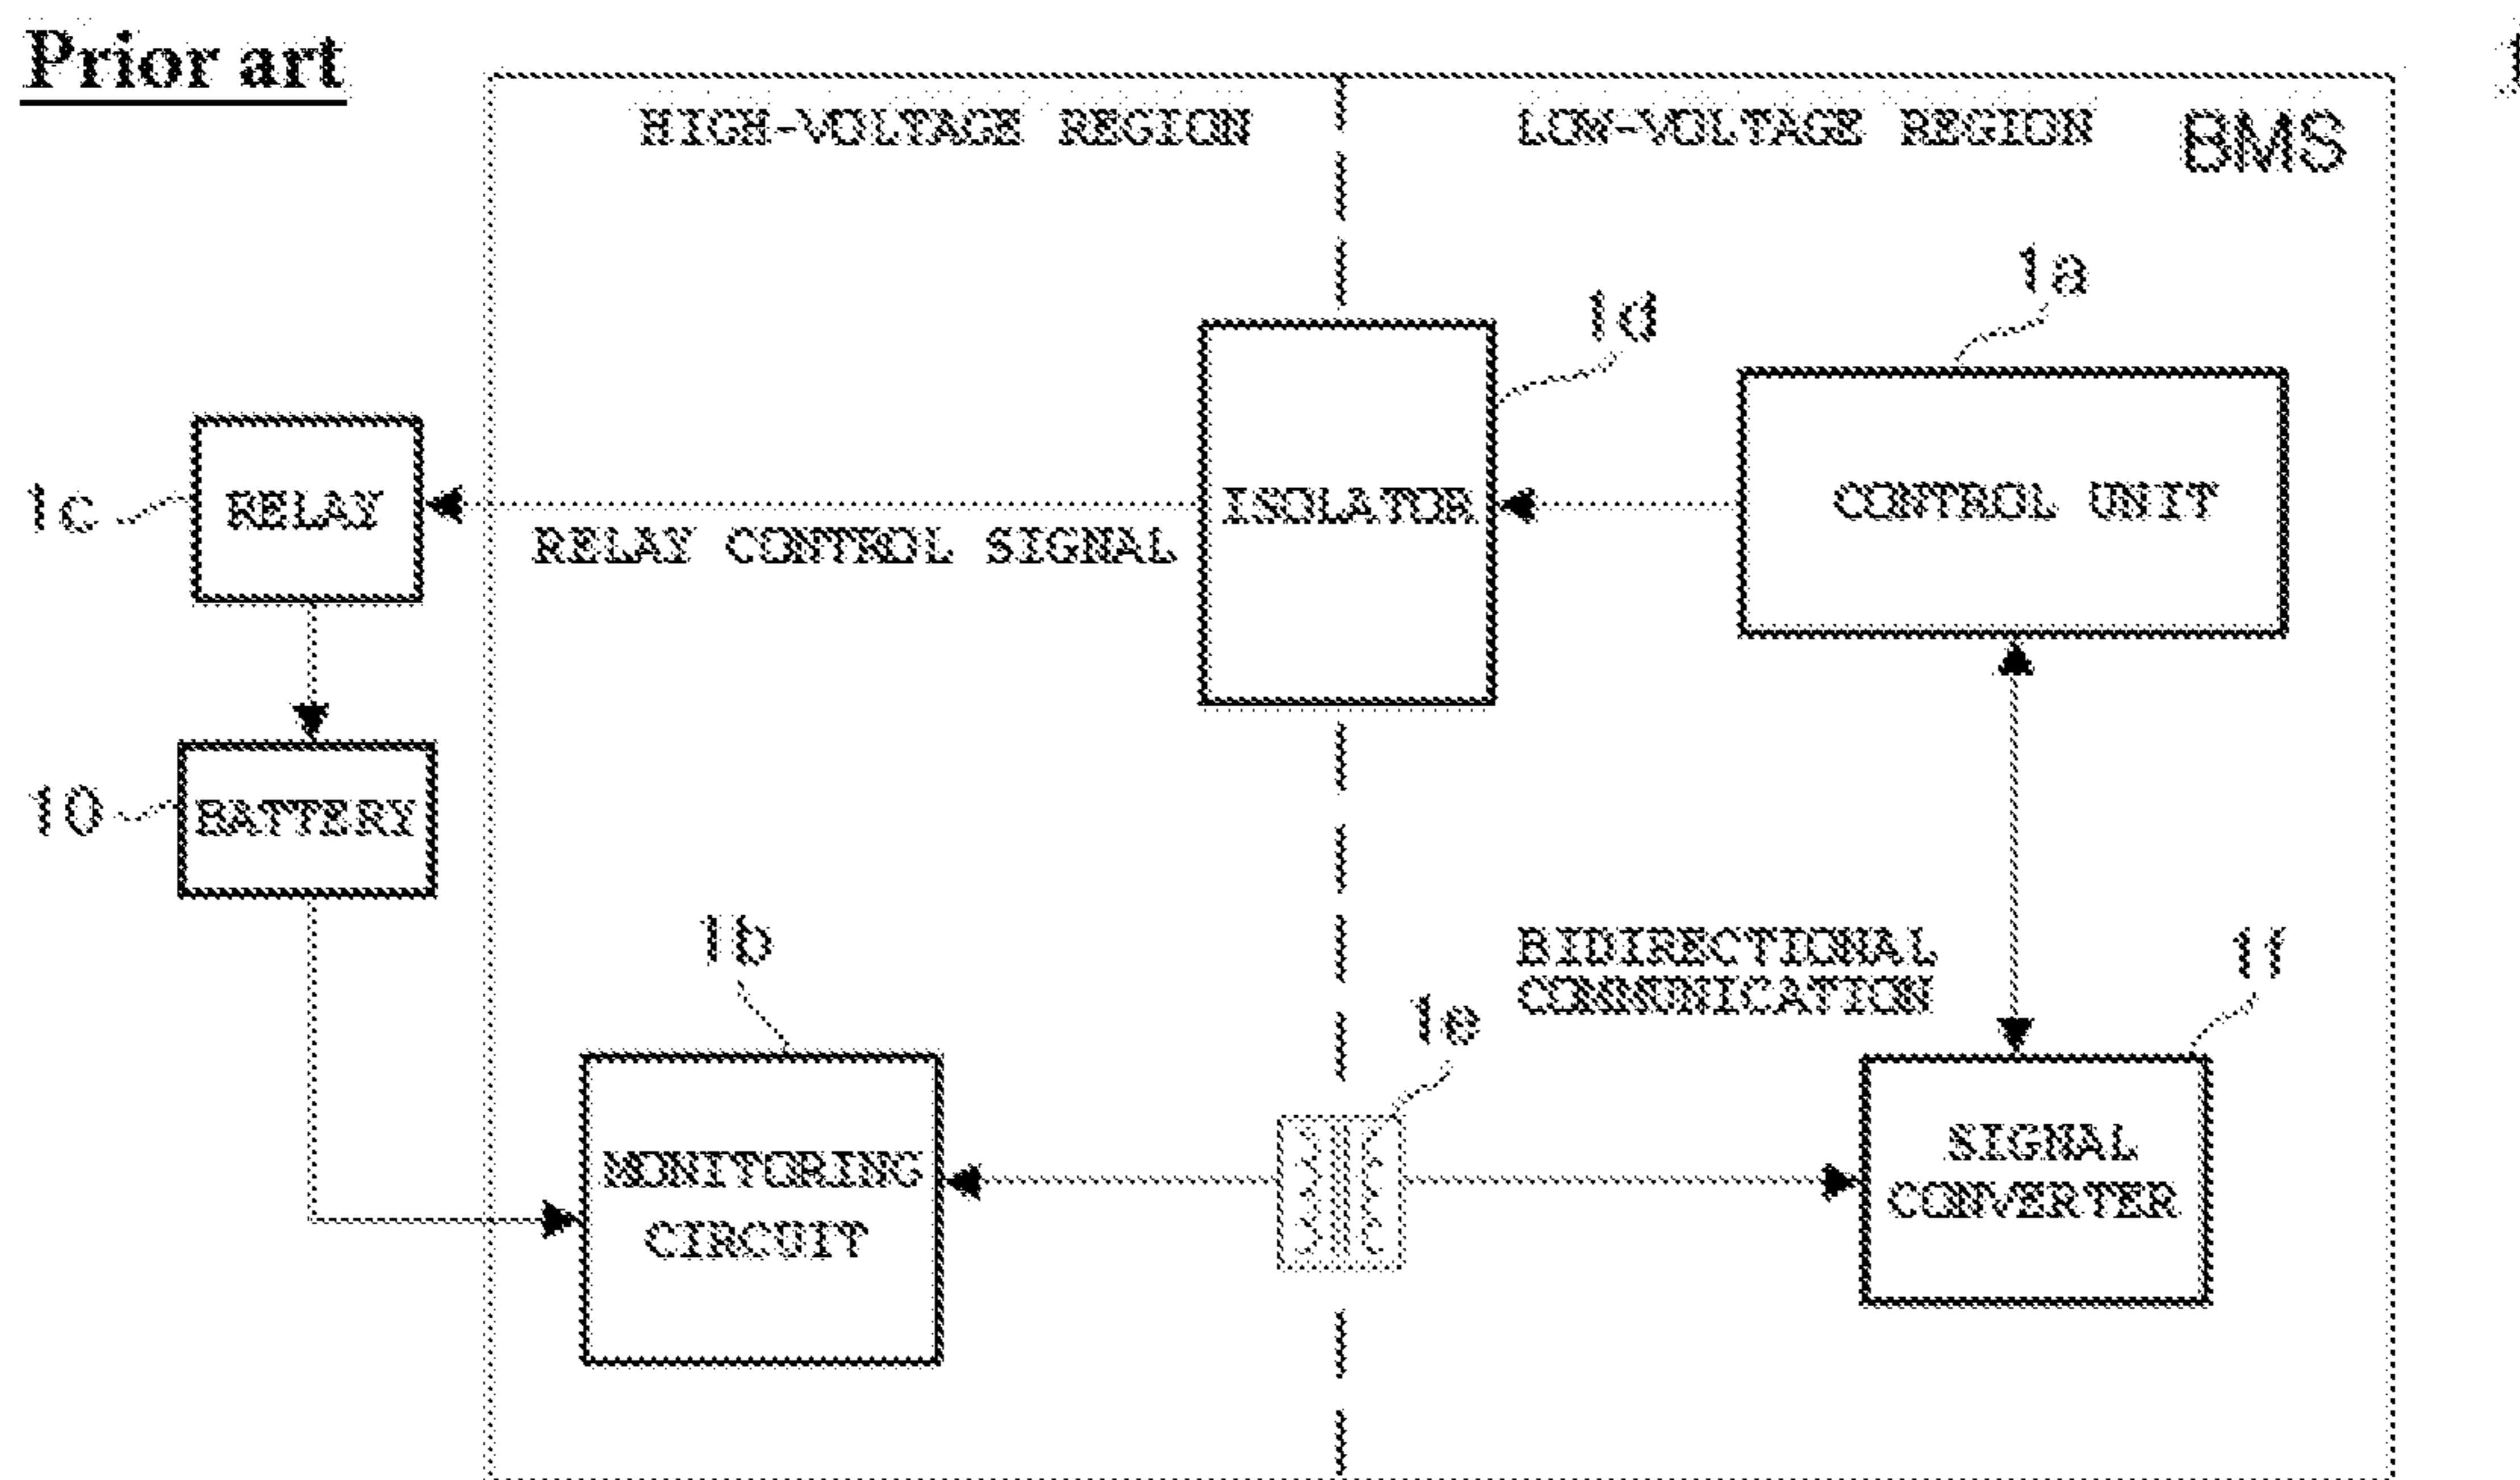 Prior art
1
HIGH-VOLTAGE REGION
LOW-VOLTAGE REGION
BMS
1a
1d
RELAY
1c
ISOLATOR
CONTROL UNIT
RELAY CONTROL SIGNAL
10
BATTERY
1b
BIDIRECTIONAL
COMMUNICATION
1f
1e
MONITORING
CIRCUIT
SIGNAL
CONVERTER